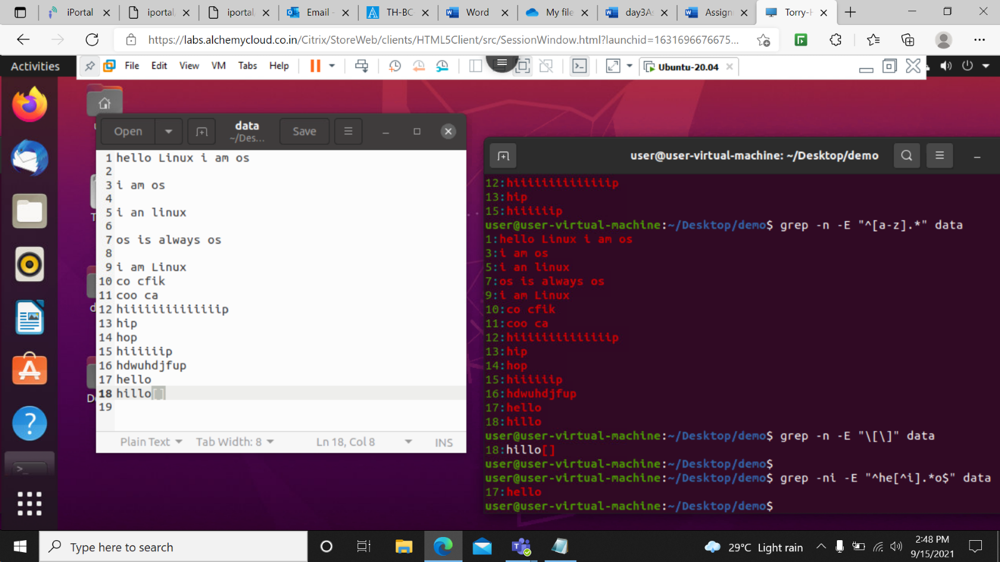 iPortal
iportal
iportal
Email -
TH-BC
Word
My file
day3As
Assign
Torry-H
https://labs.alchemycloud.co.in/Citrix/StoreWeb/clients/HTML5Client/src/SessionWindow.html?launchid=1631696676675...
Activities
File Edit View VM Tabs Help
Ubuntu-20.04
Open
data
~/Des...
Save
1 hello Linux i am os
2
3 i am os
4
5 i an linux
6
7 os is always os
8
9 i am Linux
10 co cfik
11 coo ca
12 hiiiiiiiiiiiiiip
13 hip
14 hop
15 hiiiiiip
16 hdwuhdjfup
17 hello
18 hillo[]
19
Plain Text
Tab Width: 8
Ln 18, Col 8
INS
user@user-virtual-machine: ~/Desktop/demo
12:hiiiiiiiiiiiiiip
13:hip
15:hiiiiiip
user@user-virtual-machine:~/Desktop/demo$ grep -n -E "^[a-z].*" data
1:hello Linux i am os
3:i am os
5:i an linux
7:os is always os
9:i am Linux
10:co cfik
11:coo ca
12:hiiiiiiiiiiiiiip
13:hip
14:hop
15:hiiiiiip
16:hdwuhdjfup
17:hello
18:hillo
user@user-virtual-machine:~/Desktop/demo$ grep -n -E "\[\]" data
18:hillo[]
user@user-virtual-machine:~/Desktop/demo$
user@user-virtual-machine:~/Desktop/demo$ grep -ni -E "^he[^i].*o$" data
17:hello
user@user-virtual-machine:~/Desktop/demo$
Type here to search
29°C Light rain
2:48 PM
9/15/2021